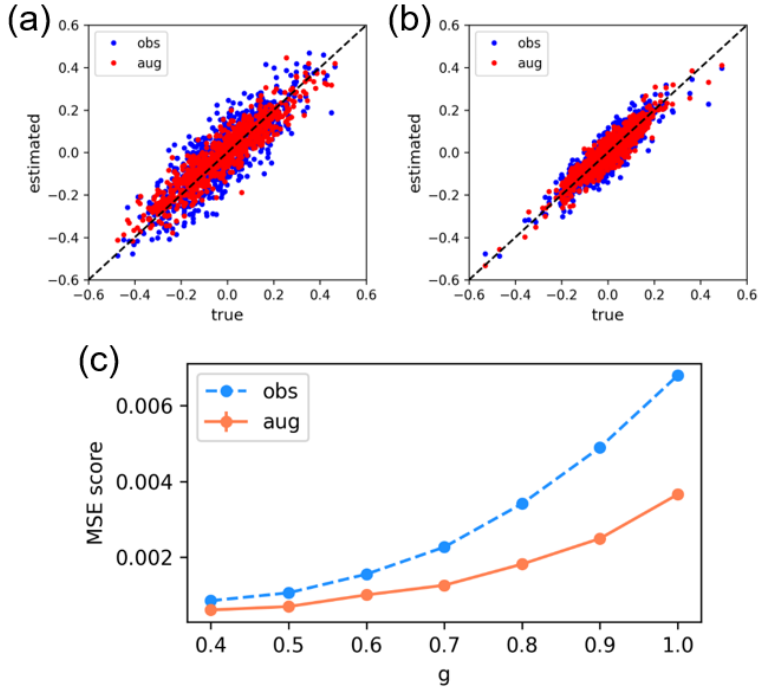 (a)
0.6
0.4
0.2
0.0
−0.2
−0.4
−0.6
estimated
obs
aug
−0.6 −0.4 −0.2 0.0 0.2 0.4 0.6
true
(b)
0.6
0.4
0.2
0.0
−0.2
−0.4
−0.6
estimated
obs
aug
−0.6 −0.4 −0.2 0.0 0.2 0.4 0.6
true
(c)
obs
aug
0.006
0.004
0.002
MSE score
0.4 0.5 0.6 0.7 0.8 0.9 1.0
g